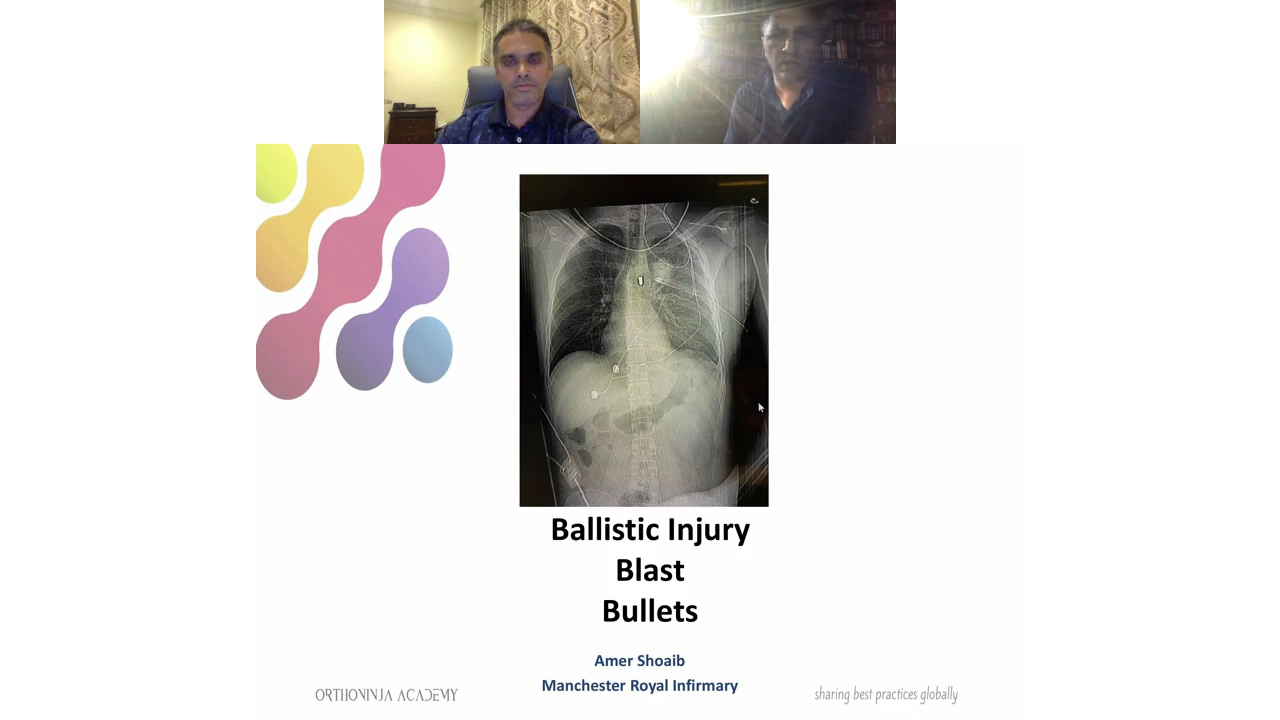 Ballistic Injury
Blast
Bullets
Amer Shoaib
Manchester Royal Infirmary
ORTHONINJA ACADEMY
sharing best practices globally